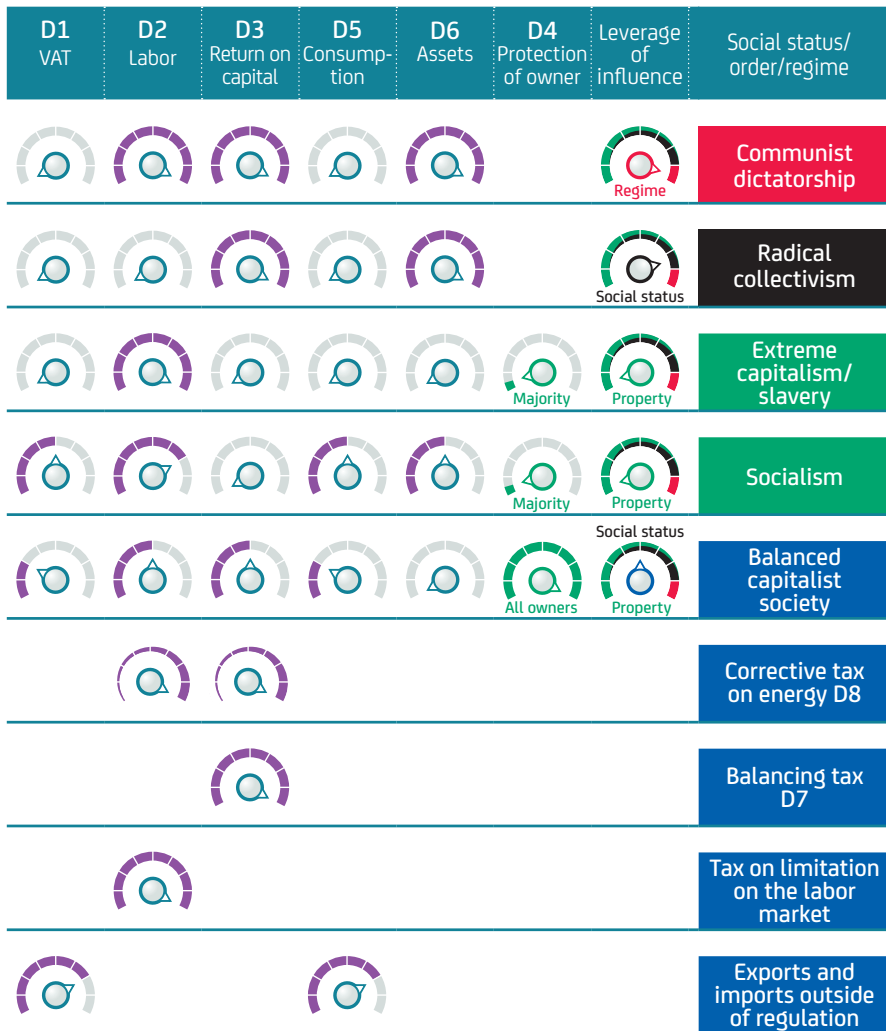 D1
VAT
D2
Labor
D3
Return on
capital
D5
Consump-
tion
D6
Assets
D4
Protection
of owner
Leverage
of
influence
Social status/
order/regime
Regime
Communist
dictatorship
Social status
Radical
collectivism
Majority
Property
Extreme
capitalism/
slavery
Majority
Property
Socialism
Social status
All owners
Property
Balanced
capitalist
society
Corrective tax
on energy D8
Balancing tax
D7
Tax on limitation
on the labor
market
Exports and
imports outside
of regulation